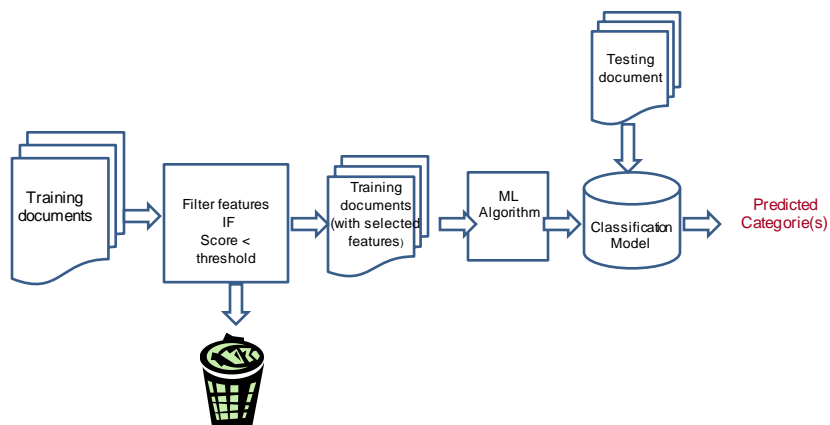 Training
documents
Filter features
IF
Score <
threshold
Training
documents
(with selected
features)
ML
Algorithm
Testing
document
Classification
Model
Predicted
Categorie(s)